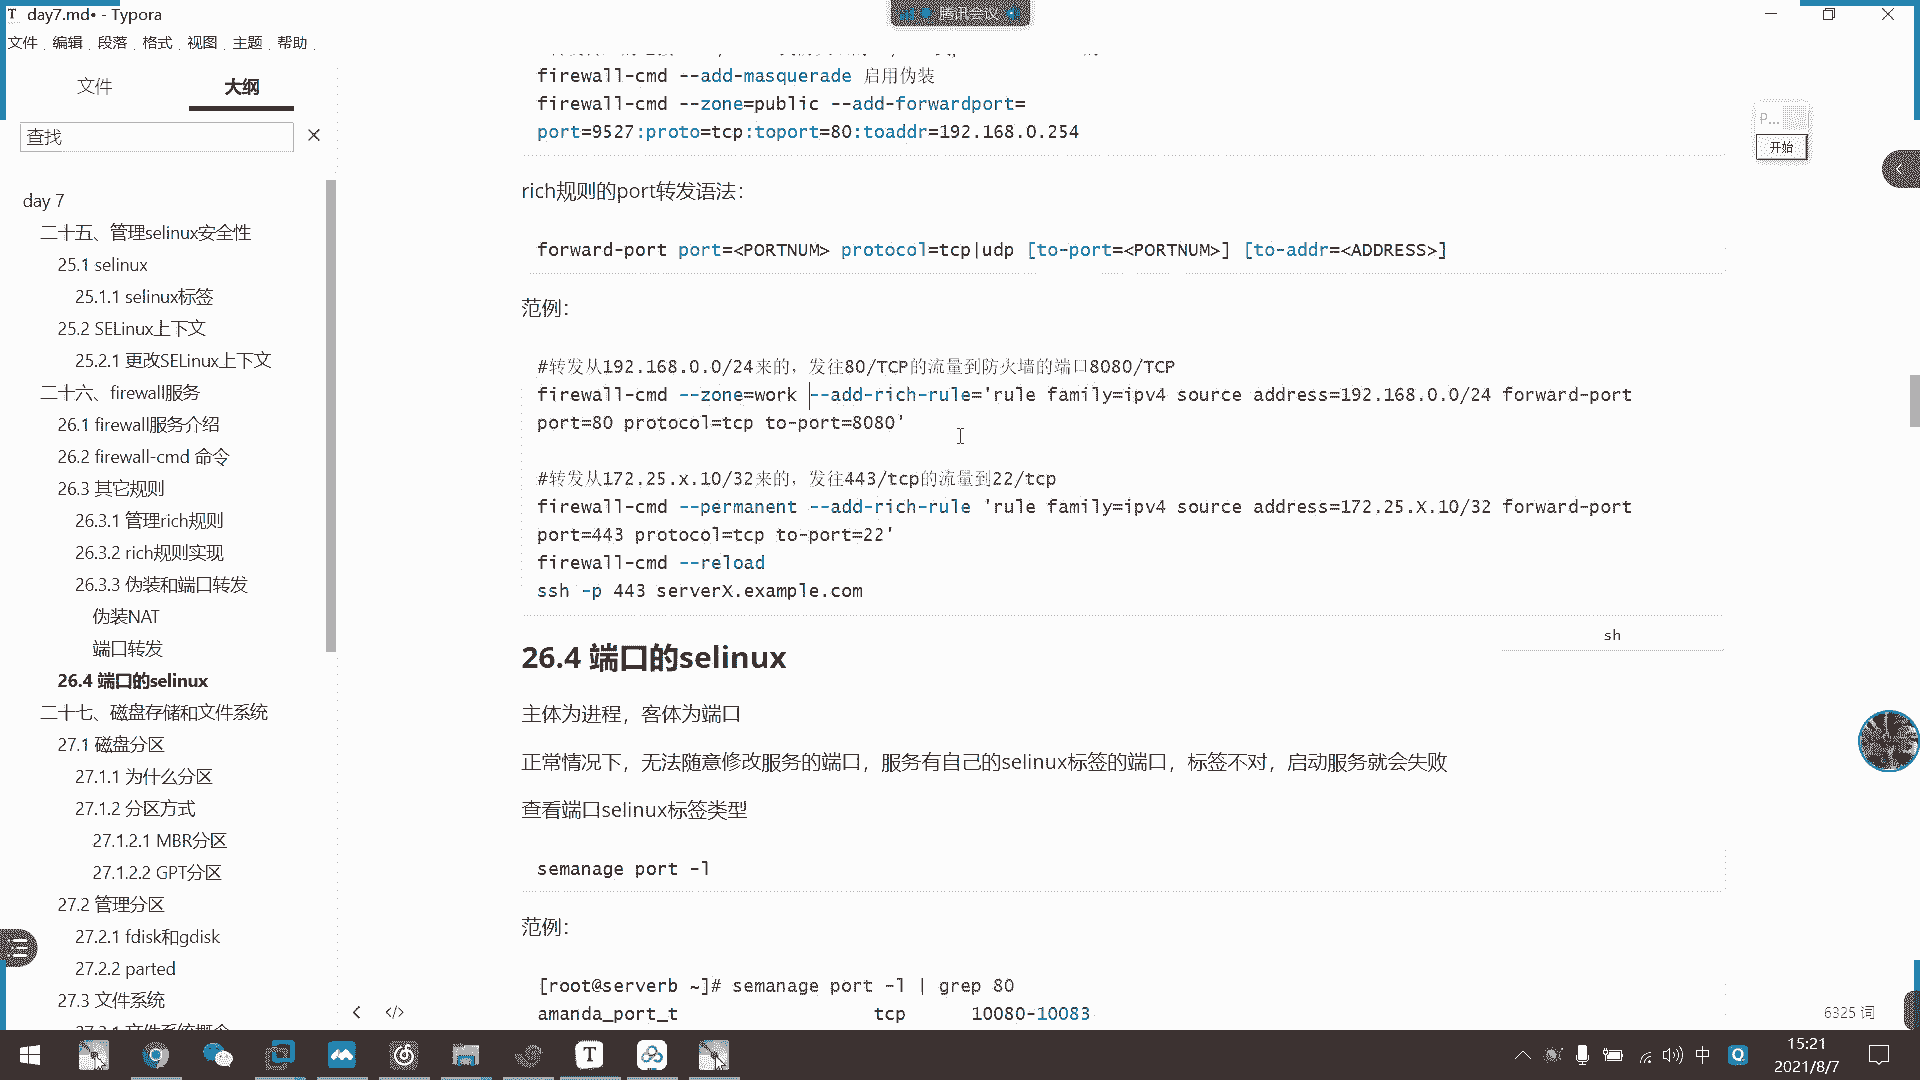 day7.md• - Typora
腾讯会议
文件 编辑 段落 格式 视图 主题 帮助
文件
大纲
查找
day 7
二十五、管理selinux安全性
25.1 selinux
25.1.1 selinux标签
25.2 SELinux上下文
25.2.1 更改SELinux上下文
二十六、firewall服务
26.1 firewall服务介绍
26.2 firewall-cmd 命令
26.3 其它规则
26.3.1 管理rich规则
26.3.2 rich规则实现
26.3.3 伪装和端口转发
伪装NAT
端口转发
26.4 端口的selinux
二十七、磁盘存储和文件系统
27.1 磁盘分区
27.1.1 为什么分区
27.1.2 分区方式
27.1.2.1 MBR分区
27.1.2.2 GPT分区
27.2 管理分区
27.2.1 fdisk和gdisk
27.2.2 parted
27.3 文件系统
firewall-cmd --add-masquerade 启用伪装
firewall-cmd --zone=public --add-forwardport=
port=9527:proto=tcp:toport=80:toaddr=192.168.0.254
rich规则的port转发语法：
forward-port port=<PORTNUM> protocol=tcp|udp [to-port=<PORTNUM>] [to-addr=<ADDRESS>]
范例：
#转发从192.168.0.0/24来的，发往80/TCP的流量到防火墙的端口8080/TCP
firewall-cmd --zone=work --add-rich-rule='rule family=ipv4 source address=192.168.0.0/24 forward-port
port=80 protocol=tcp to-port=8080'
#转发从172.25.x.10/32来的，发往443/tcp的流量到22/tcp
firewall-cmd --permanent --add-rich-rule 'rule family=ipv4 source address=172.25.X.10/32 forward-port
port=443 protocol=tcp to-port=22'
firewall-cmd --reload
ssh -p 443 serverX.example.com
sh
26.4 端口的selinux
主体为进程，客体为端口
正常情况下，无法随意修改服务的端口，服务有自己的selinux标签的端口，标签不对，启动服务就会失败
查看端口selinux标签类型
semanage port -l
范例：
[root@serverb ~]# semanage port -l | grep 80
amanda_port_t tcp 10080-10083
P...
开始
6325 词
中
15:21
2021/8/7